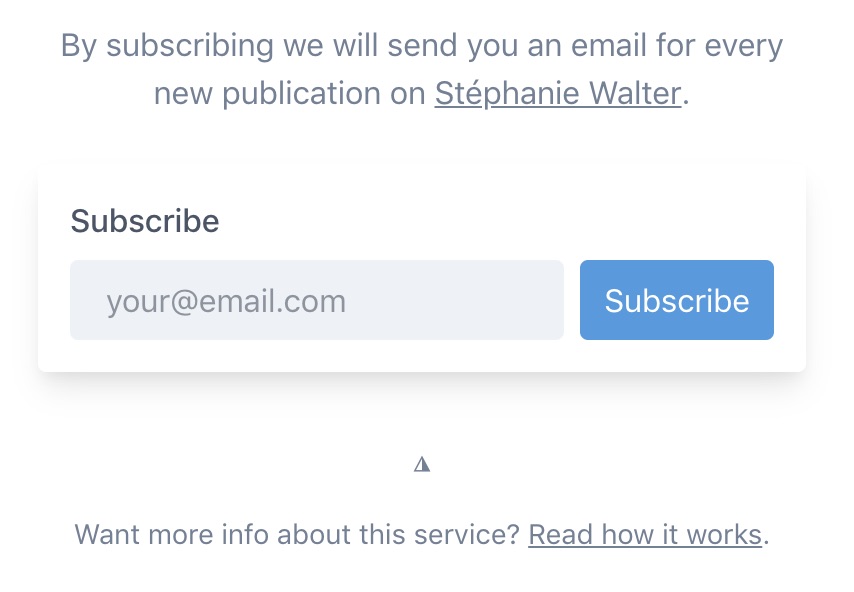 By subscribing we will send you an email for every
new publication on Stéphanie Walter.
Subscribe
your@email.com
Subscribe
Want more info about this service? Read how it works.